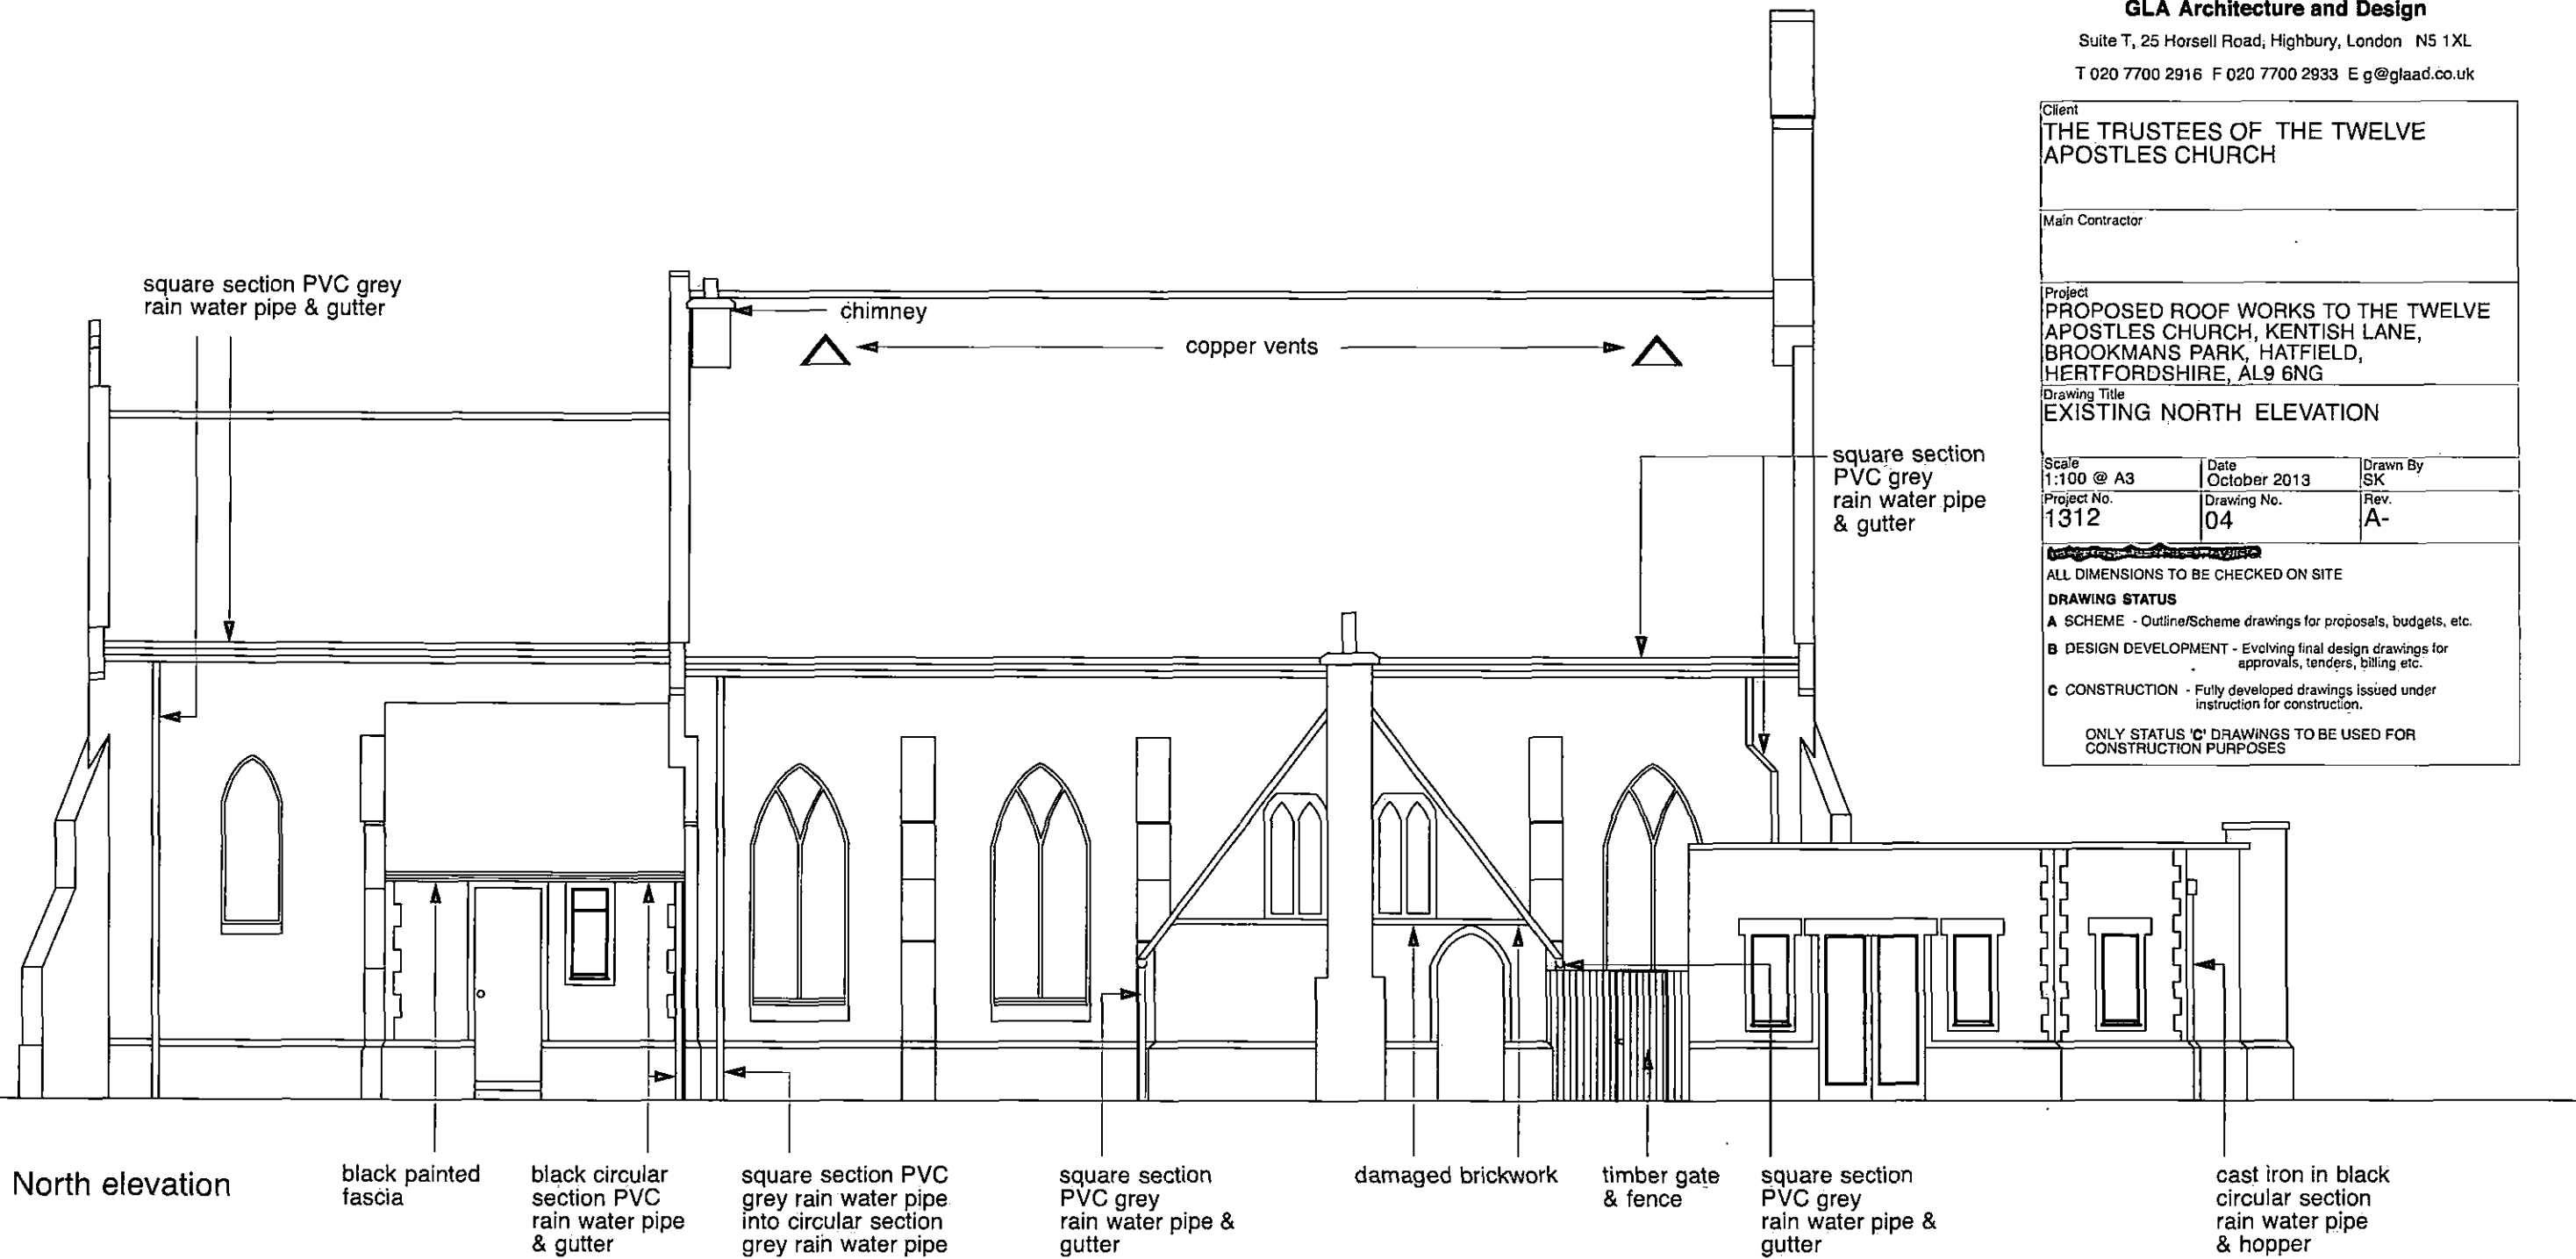 GLA Architecture and Design
Suite T, 25 Horsell Road, Highbury, London N5 1XL
T 020 7700 2916 F 020 7700 2933 E g@glaad.co.uk
Client
THE TRUSTEES OF THE TWELVE
APOSTLES CHURCH
Main Contractor
Project
PROPOSED ROOF WORKS TO THE TWELVE
APOSTLES CHURCH, KENTISH LANE,
BROOKMANS PARK, HATFIELD,
HERTFORDSHIRE, AL9 6NG
Drawing Title
EXISTING NORTH ELEVATION
Scale
1:100 @ A3
Date
October 2013
Drawn By
SK
Project No.
1312
Drawing No.
04
Rev.
A-
ALL DIMENSIONS TO BE CHECKED ON SITE
DRAWING STATUS
A SCHEME - Outline/Scheme drawings for proposals, budgets, etc.
B DESIGN DEVELOPMENT - Evolving final design drawings for
approvals, tenders, billing etc.
C CONSTRUCTION - Fully developed drawings issued under
instruction for construction.
ONLY STATUS 'C' DRAWINGS TO BE USED FOR
CONSTRUCTION PURPOSES
square section PVC grey
rain water pipe & gutter
chimney
copper vents
square section
PVC grey
rain water pipe
& gutter
North elevation
black painted
fascia
black circular
section PVC
rain water pipe
& gutter
square section PVC
grey rain water pipe
into circular section
grey rain water pipe
square section
PVC grey
rain water pipe &
gutter
damaged brickwork
timber gate
& fence
square section
PVC grey
rain water pipe &
gutter
cast iron in black
circular section
rain water pipe
& hopper